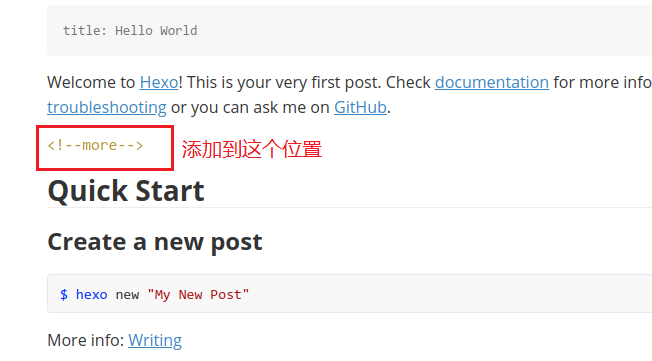 title: Hello World
Welcome to Hexo! This is your very first post. Check documentation for more info
troubleshooting or you can ask me on GitHub.
<!--more--> 添加到这个位置
Quick Start
Create a new post
$ hexo new "My New Post"
More info: Writing